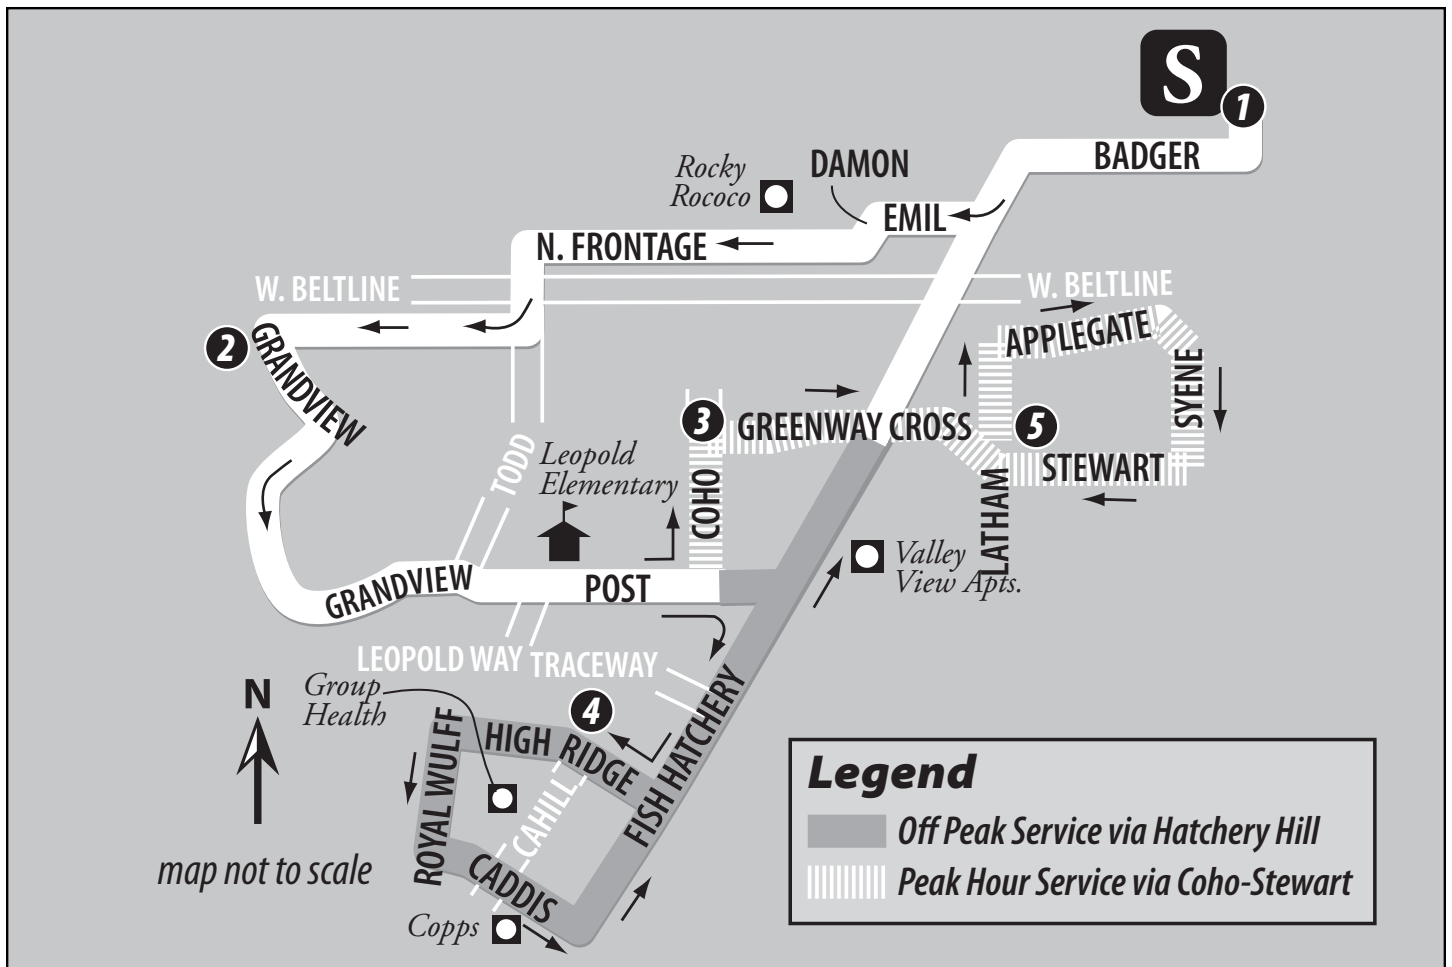 S
1
BADGER
Rocky
Rococo
DAMON
EMIL
N. FRONTAGE
W. BELTLINE
W. BELTLINE
2
GRANDVIEW
APPLEGATE
SYENE
3
GREENWAY CROSS
5
TODD
Leopold
Elementary
COHO
STEWART
LATHAM
Valley
View Apts.
GRANDVIEW
POST
LEOPOLD WAY
TRACEWAY
N
Group
Health
4
HIGH RIDGE
ROYAL WULFF
CAHILL
FISH HATCHERY
CADDIS
Copps
map not to scale
Legend
Off Peak Service via Hatchery Hill
Peak Hour Service via Coho-Stewart